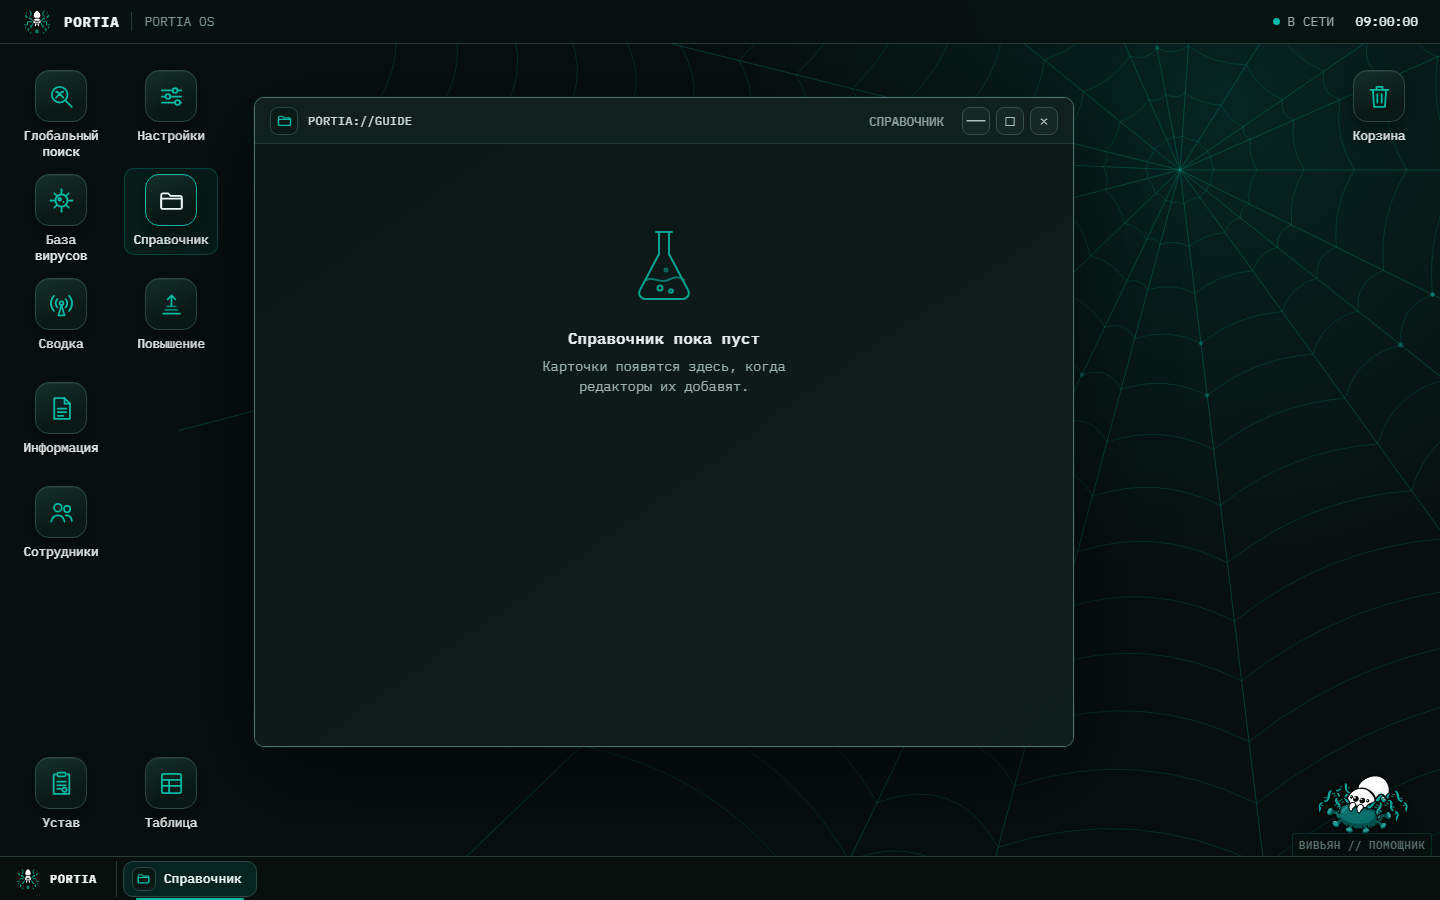 PORTIA
PORTIA OS
В СЕТИ
09:00:00
Глобальный
поиск
Настройки
База
вирусов
Справочник
Сводка
Повышение
Информация
Сотрудники
Устав
Таблица
PORTIA://GUIDE
СПРАВОЧНИК
Справочник пока пуст
Карточки появятся здесь, когда
редакторы их добавят.
Корзина
ВИВЬЯН // ПОМОЩНИК
PORTIA
Справочник